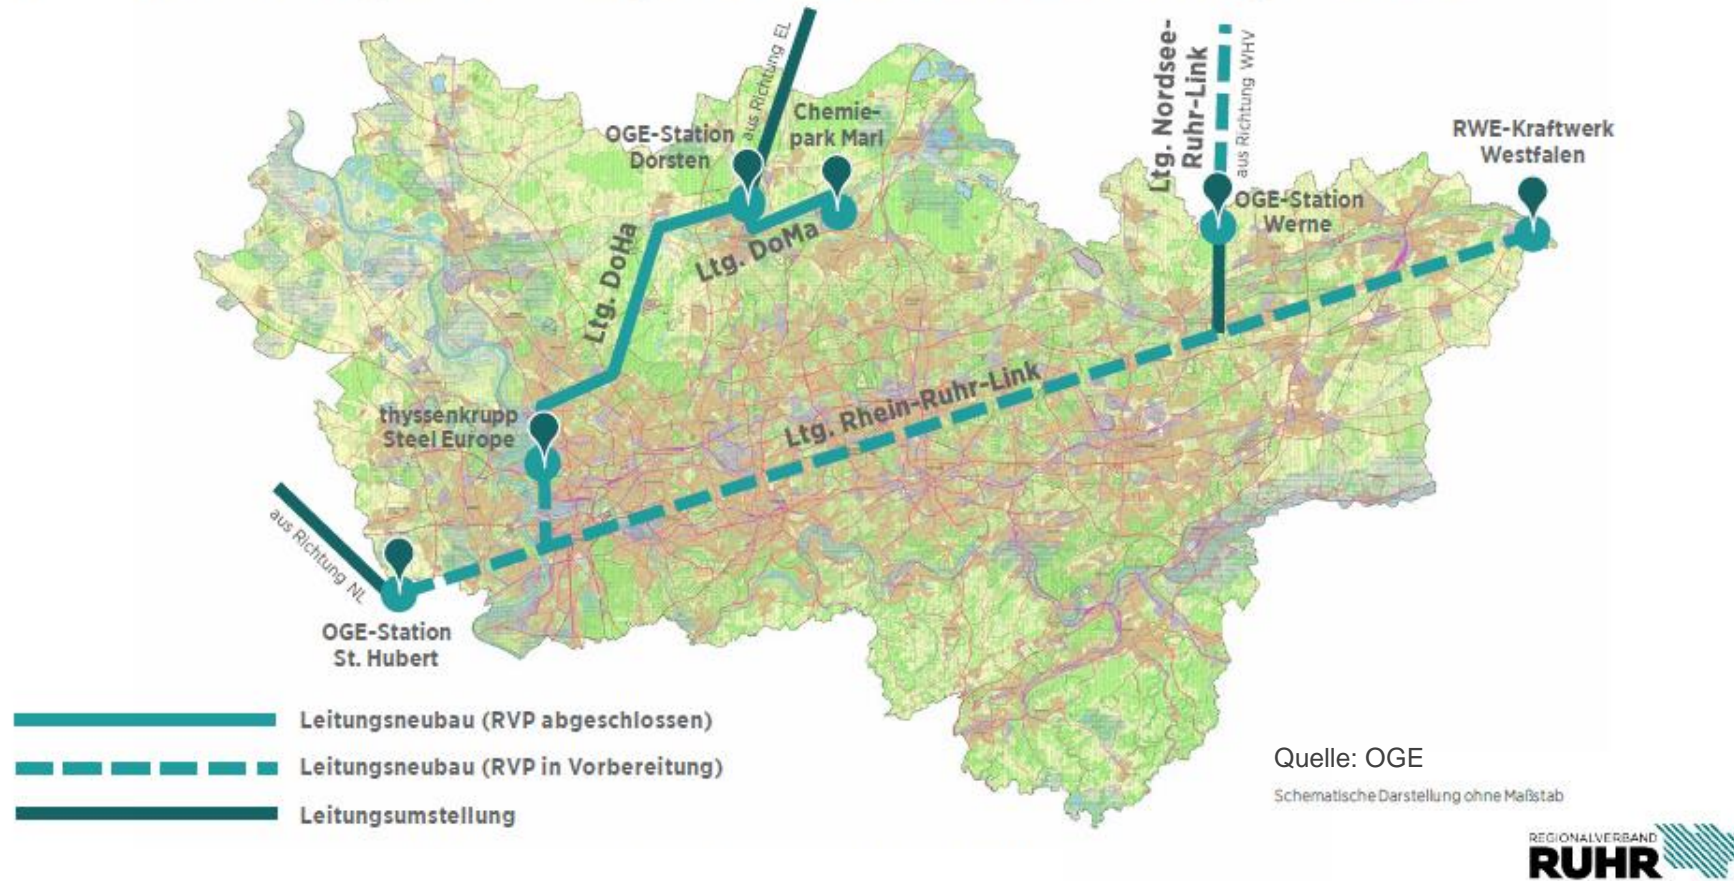 aus Richtung EL
Ltg. Nordsee-
Ruhr-Link
aus Richtung WHV
OGE-Station
Dorsten
Chemie-
park Marl
RWE-Kraftwerk
Westfalen
OGE-Station
Werne
Ltg. DoHa
Ltg. DoMa
Ltg. Rhein-Ruhr-Link
thyssenkrupp
Steel Europe
aus Richtung NL
OGE-Station
St. Hubert
Leitungsneubau (RVP abgeschlossen)
Leitungsneubau (RVP in Vorbereitung)
Leitungsumstellung
Quelle: OGE
Schematische Darstellung ohne Maßstab
REGIONALVERBAND
RUHR